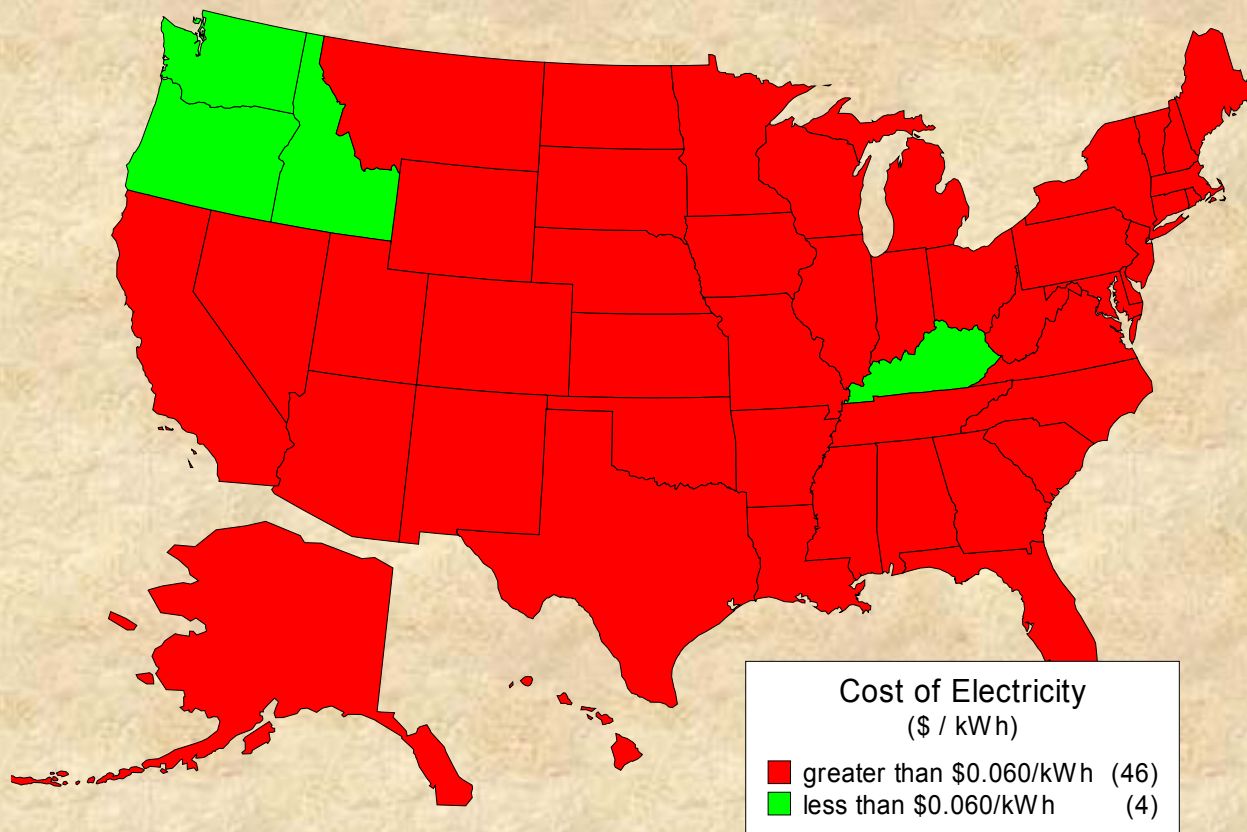 Cost of Electricity
($ / kWh)
greater than $0.060/kWh (46)
less than $0.060/kWh (4)